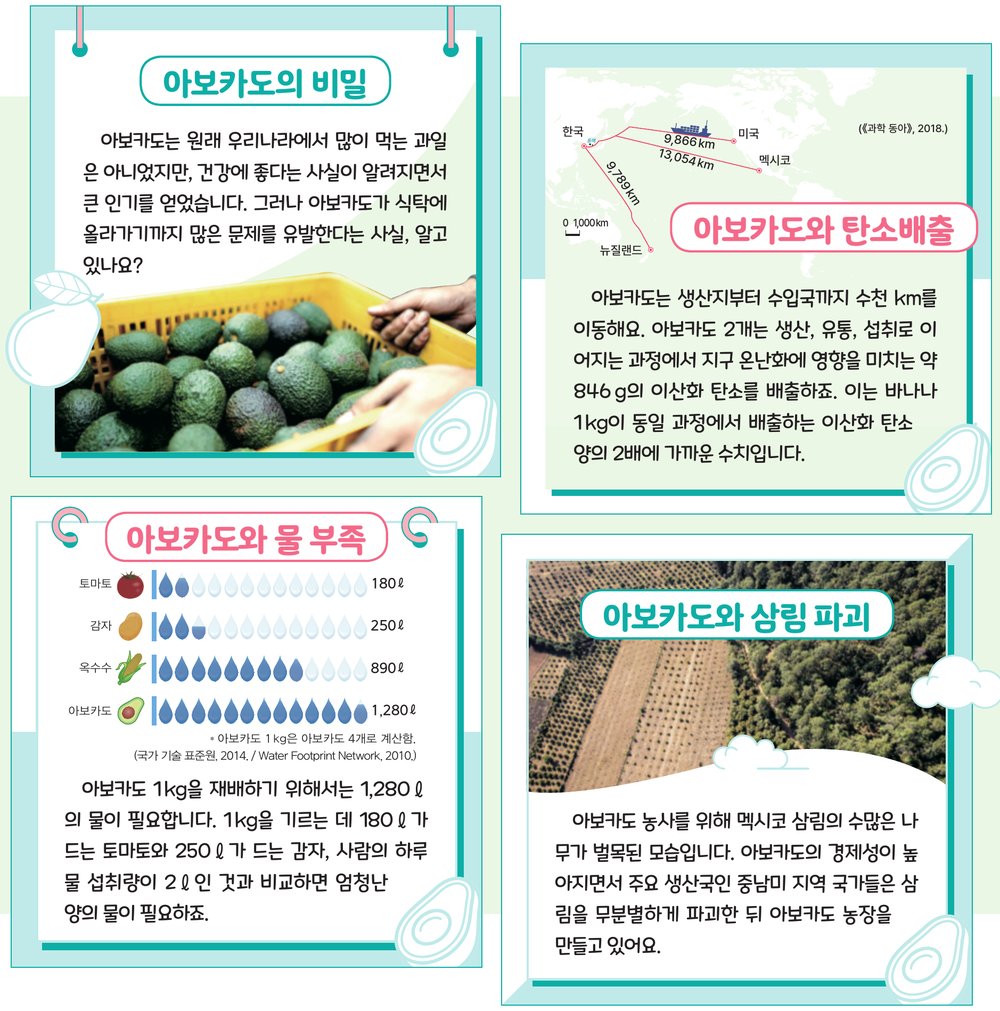 아보카도의 비밀
아보카도는 원래 우리나라에서 많이 먹는 과일
은 아니었지만, 건강에 좋다는 사실이 알려지면서
큰 인기를 얻었습니다. 그러나 아보카도가 식탁에
올라가기까지 많은 문제를 유발한다는 사실, 알고
있나요?
한국
미국
멕시코
뉴질랜드
9,866 km
13,054 km
9,789 km
0 1,000 km
(《과학 동아》, 2018.)
아보카도와 탄소배출
아보카도는 생산지부터 수입국까지 수천 km를
이동해요. 아보카도 2개는 생산, 유통, 섭취로 이
어지는 과정에서 지구 온난화에 영향을 미치는 약
846 g의 이산화 탄소를 배출하죠. 이는 바나나
1 kg이 동일 과정에서 배출하는 이산화 탄소
양의 2배에 가까운 수치입니다.
아보카도와 물 부족
토마토 180 ℓ
감자 250 ℓ
옥수수 890 ℓ
아보카도 1,280 ℓ
* 아보카도 1 kg은 아보카도 4개로 계산함.
(국가 기술 표준원, 2014. / Water Footprint Network, 2010.)
아보카도 1 kg을 재배하기 위해서는 1,280 ℓ
의 물이 필요합니다. 1 kg을 기르는 데 180 ℓ가
드는 토마토와 250 ℓ가 드는 감자, 사람의 하루
물 섭취량이 2 ℓ인 것과 비교하면 엄청난
양의 물이 필요하죠.
아보카도와 삼림 파괴
아보카도 농사를 위해 멕시코 삼림의 수많은 나
무가 벌목된 모습입니다. 아보카도의 경제성이 높
아지면서 주요 생산국인 중남미 지역 국가들은 삼
림을 무분별하게 파괴한 뒤 아보카도 농장을
만들고 있어요.